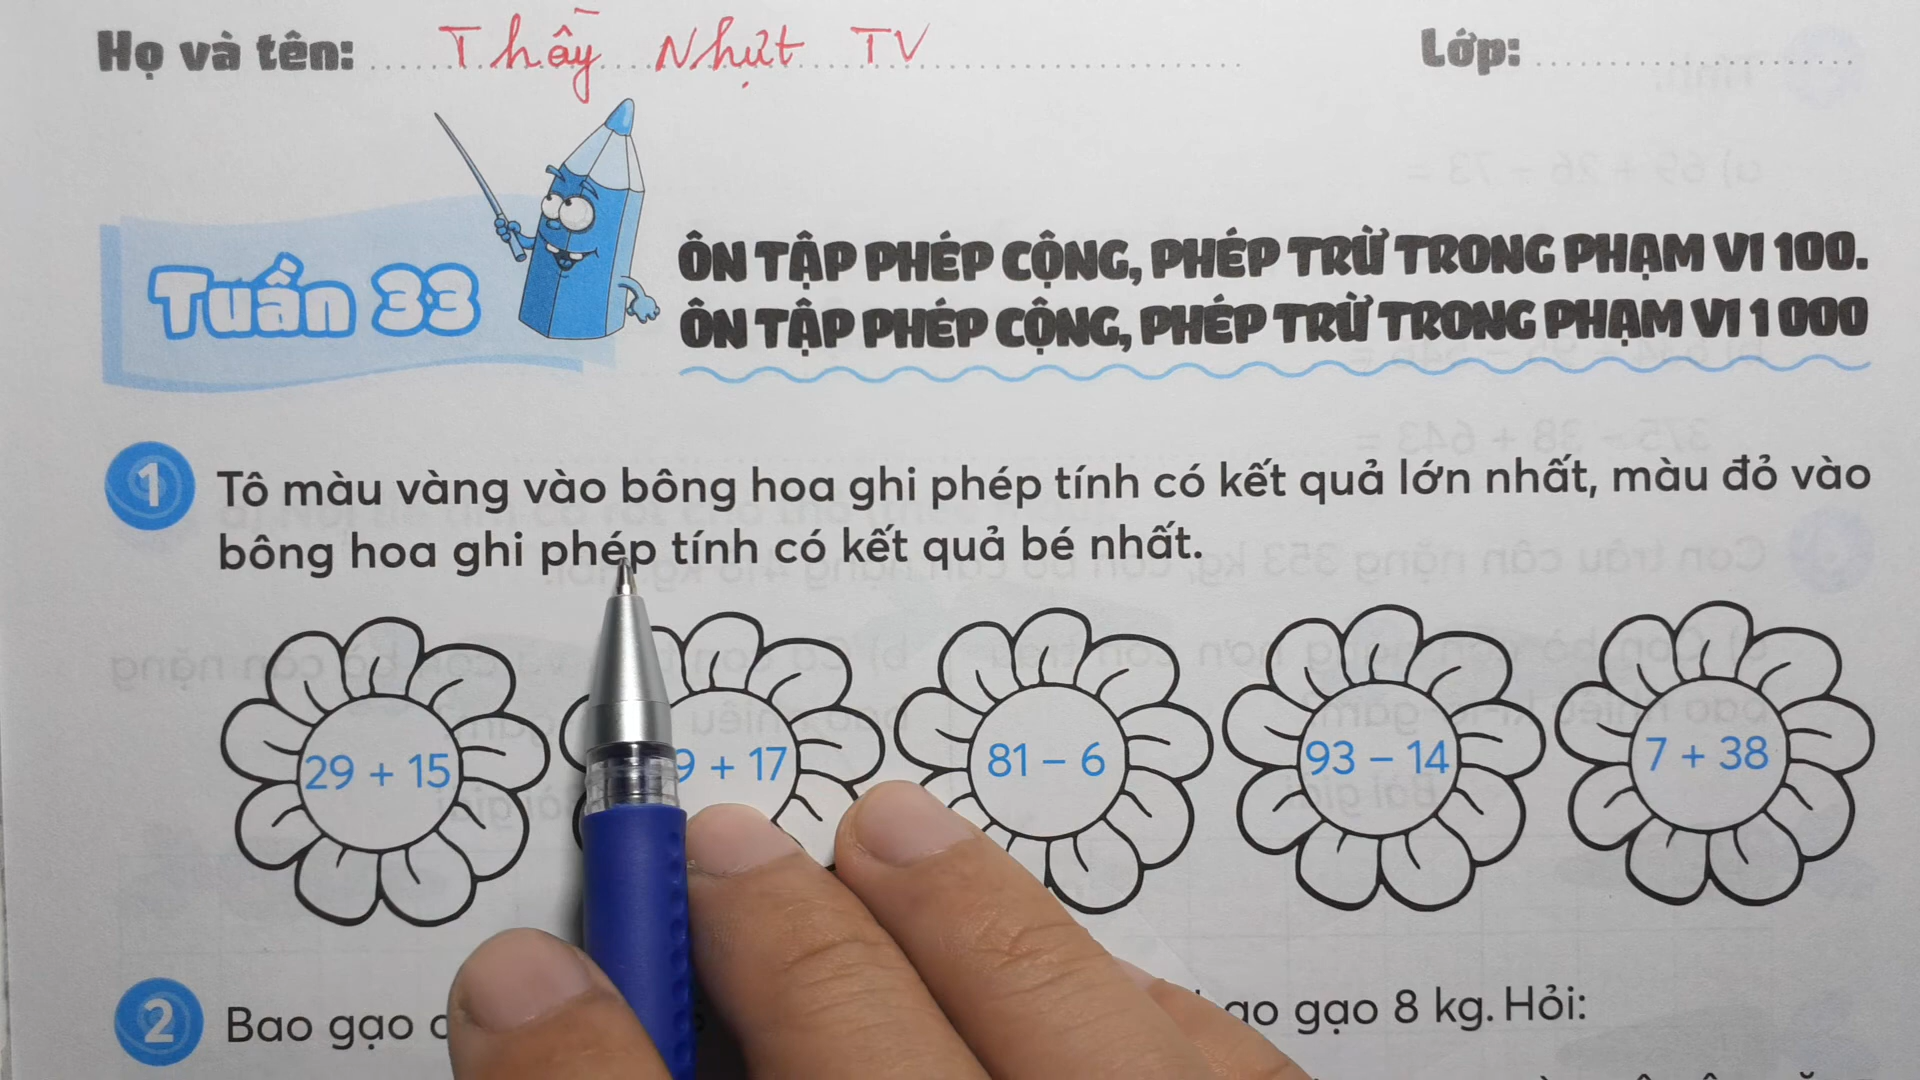 Họ và tên: Thầy Nhựt TV Lớp:
Tuần 33
ÔN TẬP PHÉP CỘNG, PHÉP TRỪ TRONG PHẠM VI 100.
ÔN TẬP PHÉP CỘNG, PHÉP TRỪ TRONG PHẠM VI 1 000
1 Tô màu vàng vào bông hoa ghi phép tính có kết quả lớn nhất, màu đỏ vào
bông hoa ghi phép tính có kết quả bé nhất.
29 + 15 9 + 17 81 – 6 93 – 14 7 + 38
2 Bao gạo gạo 8 kg. Hỏi: